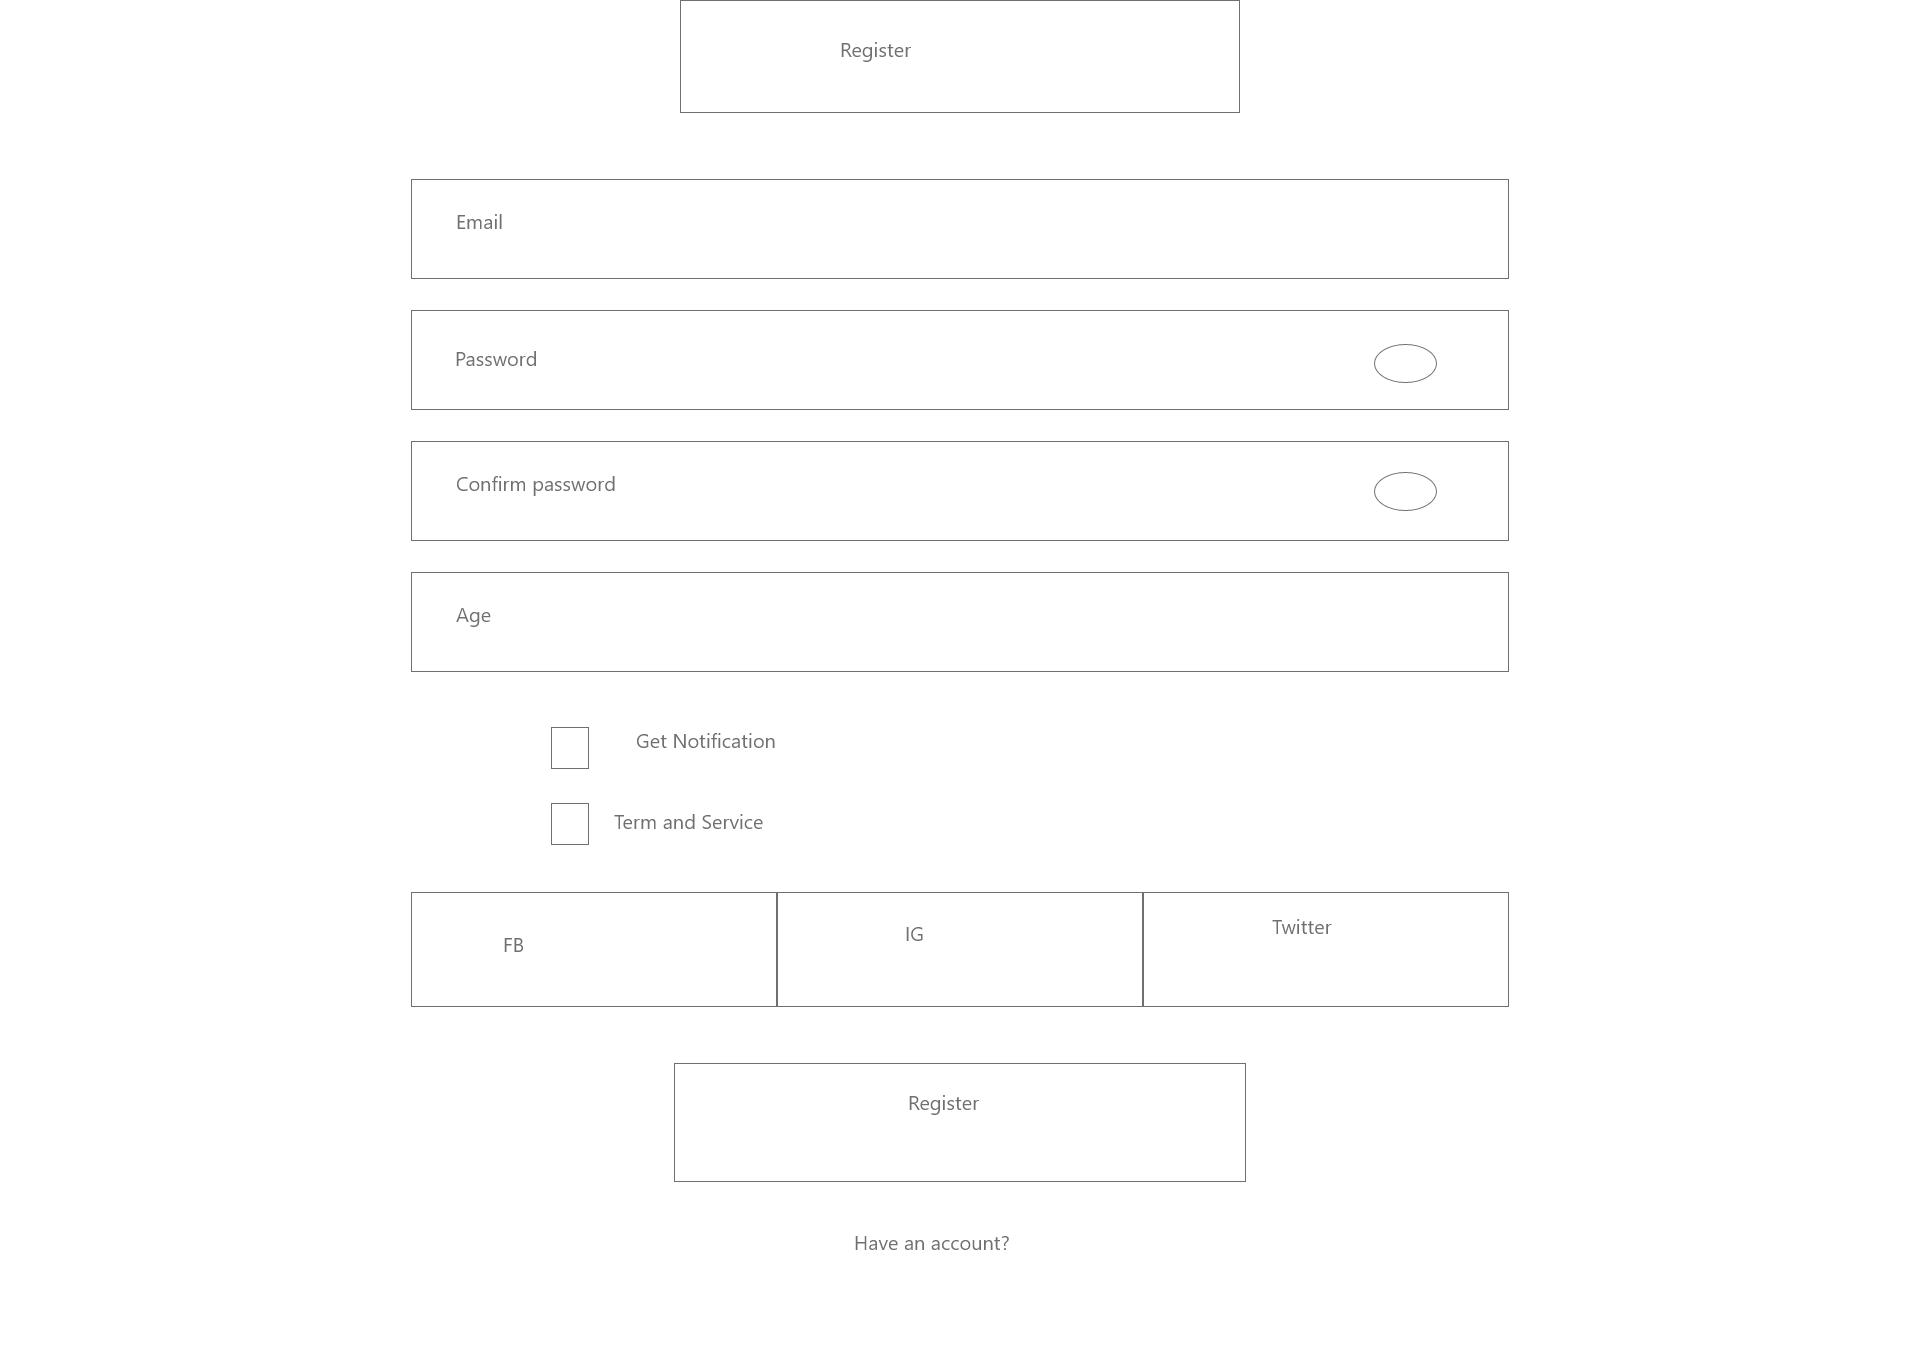 Register
Email
Password
Confirm password
Age
Get Notification
Term and Service
FB
IG
Twitter
Register
Have an account?